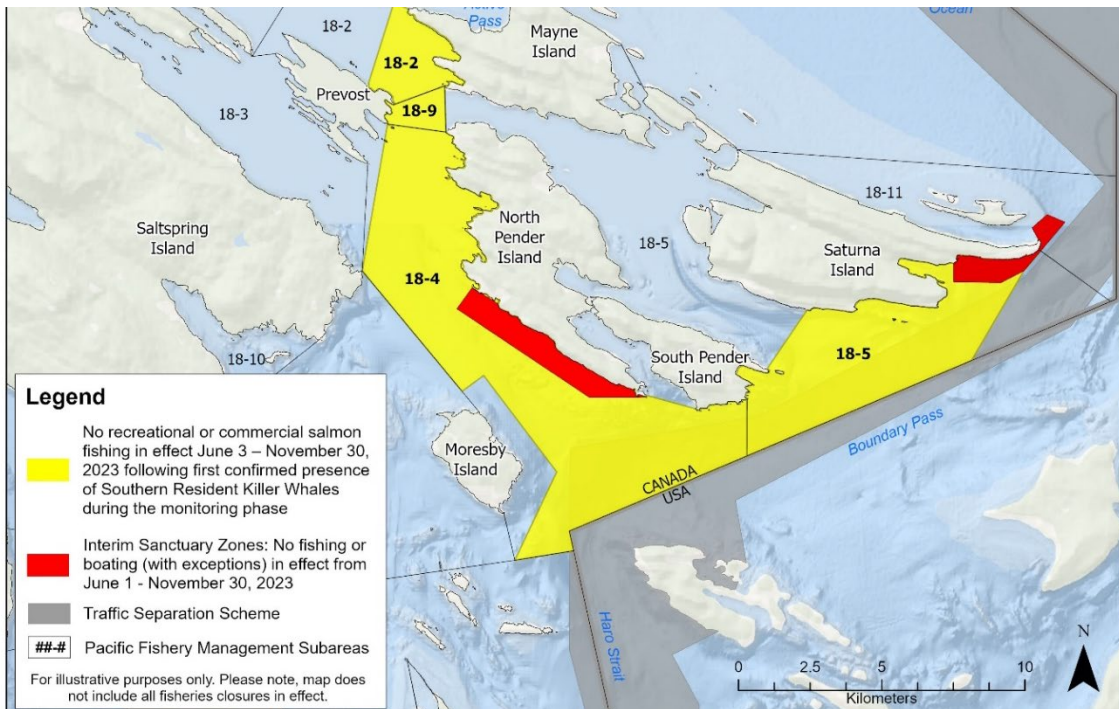 Active
Pass
Ocean
18-2
Mayne
Island
18-2
Prevost
18-9
18-3
18-11
Saltspring
Island
North
Pender
Island
18-5
Saturna
Island
18-4
18-10
South Pender
Island
18-5
Moresby
Island
Boundary Pass
CANADA
USA
Haro Strait
Legend
No recreational or commercial salmon
fishing in effect June 3 – November 30,
2023 following first confirmed presence
of Southern Resident Killer Whales
during the monitoring phase
Interim Sanctuary Zones: No fishing or
boating (with exceptions) in effect from
June 1 - November 30, 2023
Traffic Separation Scheme
##-# Pacific Fishery Management Subareas
For illustrative purposes only. Please note, map does
not include all fisheries closures in effect.
N
0 2.5 5 10
Kilometers